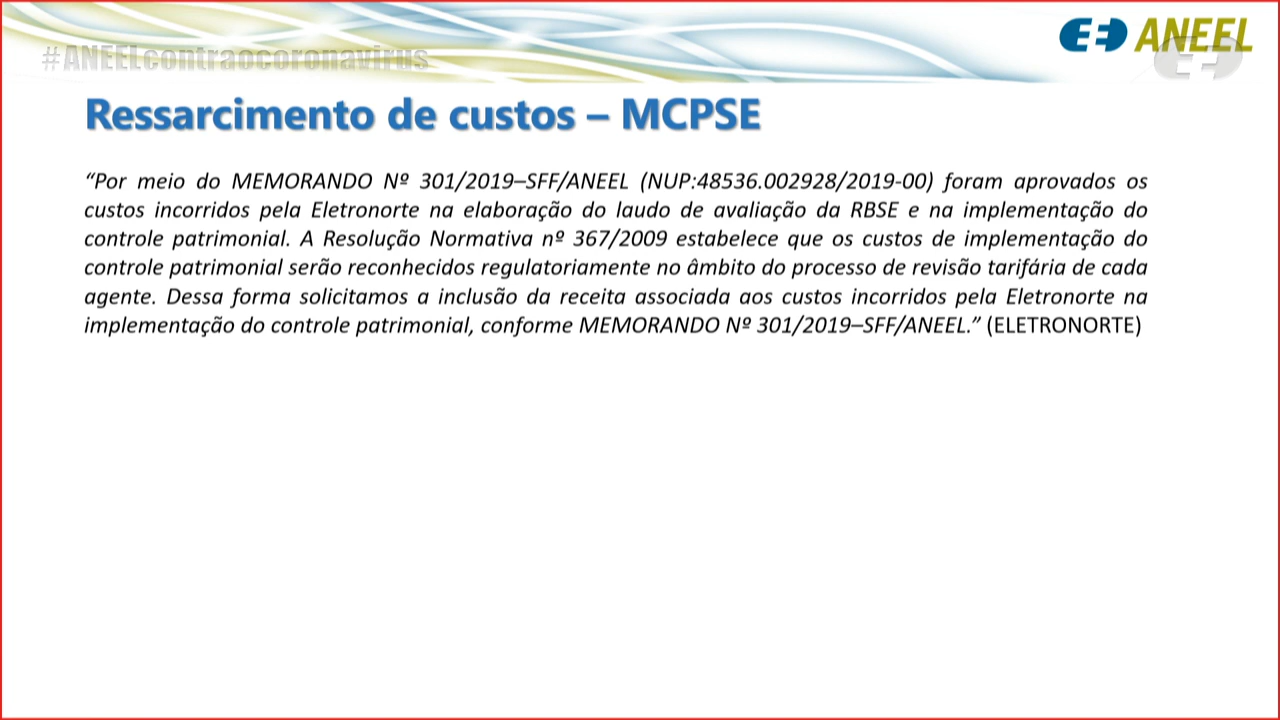 ANEEL
#ANEELcontraocoronavirus
Ressarcimento de custos – MCPSE
“Por meio do MEMORANDO Nº 301/2019–SFF/ANEEL (NUP:48536.002928/2019-00) foram aprovados os
custos incorridos pela Eletronorte na elaboração do laudo de avaliação da RBSE e na implementação do
controle patrimonial. A Resolução Normativa nº 367/2009 estabelece que os custos de implementação do
controle patrimonial serão reconhecidos regulatoriamente no âmbito do processo de revisão tarifária de cada
agente. Dessa forma solicitamos a inclusão da receita associada aos custos incorridos pela Eletronorte na
implementação do controle patrimonial, conforme MEMORANDO Nº 301/2019–SFF/ANEEL.” (ELETRONORTE)